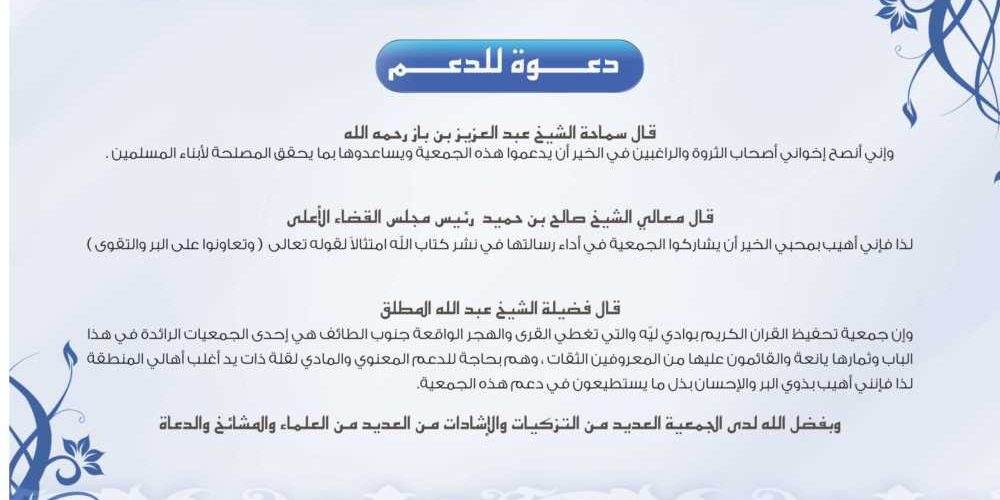 دعـــوة للدعـــم
قال سماحة الشيخ عبد العزيز بن باز رحمه الله
وإني أنصح إخواني أصحاب الثروة والراغبين في الخير أن يدعموا هذه الجمعية ويساعدوها بما يحقق المصلحة لأبناء المسلمين .
قال معالي الشيخ صالح بن حميد رئيس مجلس القضاء الأعلى
لذا فإني أهيب بمحبي الخير أن يشاركوا الجمعية في أداء رسالتها في نشر كتاب الله امتثالاً لقوله تعالى ( وتعاونوا على البر والتقوى )
قال فضيلة الشيخ عبد الله المطلق
وإن جمعية تحفيظ القران الكريم بوادي ليّه والتي تغطي القرى والهجر الواقعة جنوب الطائف هي إحدى الجمعيات الرائدة في هذا
الباب وثمارها يانعة والقائمون عليها من المعروفين الثقات ، وهم بحاجة للدعم المعنوي والمادي لقلة ذات يد أغلب أهالي المنطقة
لذا فإنني أهيب بذوي البر والإحسان بذل ما يستطيعون في دعم هذه الجمعية.
وبفضل الله لدى الجمعية العديد من التزكيات والإشادات من العديد من العلماء والمشائخ والدعاة